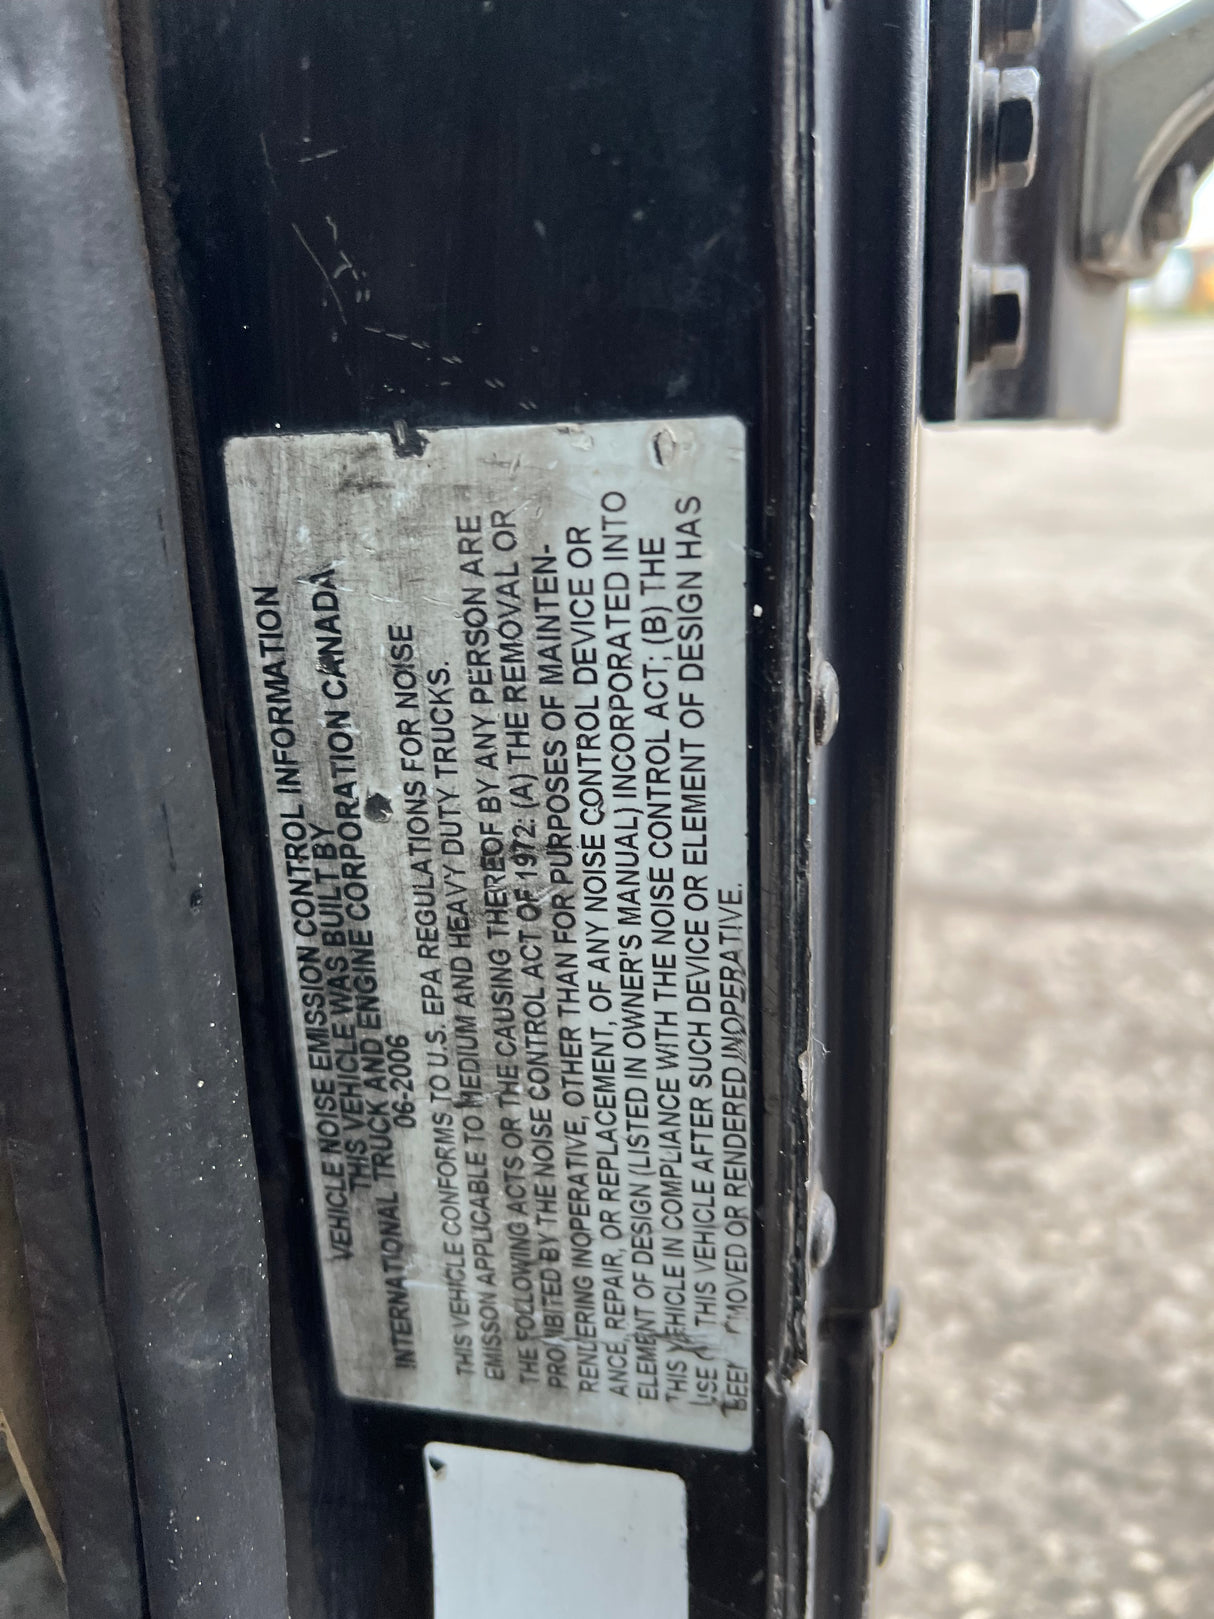 VEHICLE NOISE EMISSION CONTROL INFORMATION
THIS VEHICLE WAS BUILT BY
INTERNATIONAL TRUCK AND ENGINE CORPORATION CANADA
06-2006
THIS VEHICLE CONFORMS TO U.S. EPA REGULATIONS FOR NOISE
EMISSON APPLICABLE TO MEDIUM AND HEAVY DUTY TRUCKS.
THE FOLLOWING ACTS OR THE CAUSING THEREOF BY ANY PERSON ARE
PROHIBITED BY THE NOISE CONTROL ACT OF 1972: (A) THE REMOVAL OR
RENDERING INOPERATIVE, OTHER THAN FOR PURPOSES OF MAINTEN-
ANCE, REPAIR, OR REPLACEMENT, OF ANY NOISE CONTROL DEVICE OR
ELEMENT OF DESIGN (LISTED IN OWNER'S MANUAL) INCORPORATED INTO
THIS VEHICLE IN COMPLIANCE WITH THE NOISE CONTROL ACT; (B) THE
USE OF THIS VEHICLE AFTER SUCH DEVICE OR ELEMENT OF DESIGN HAS
BEEN REMOVED OR RENDERED INOPERATIVE.